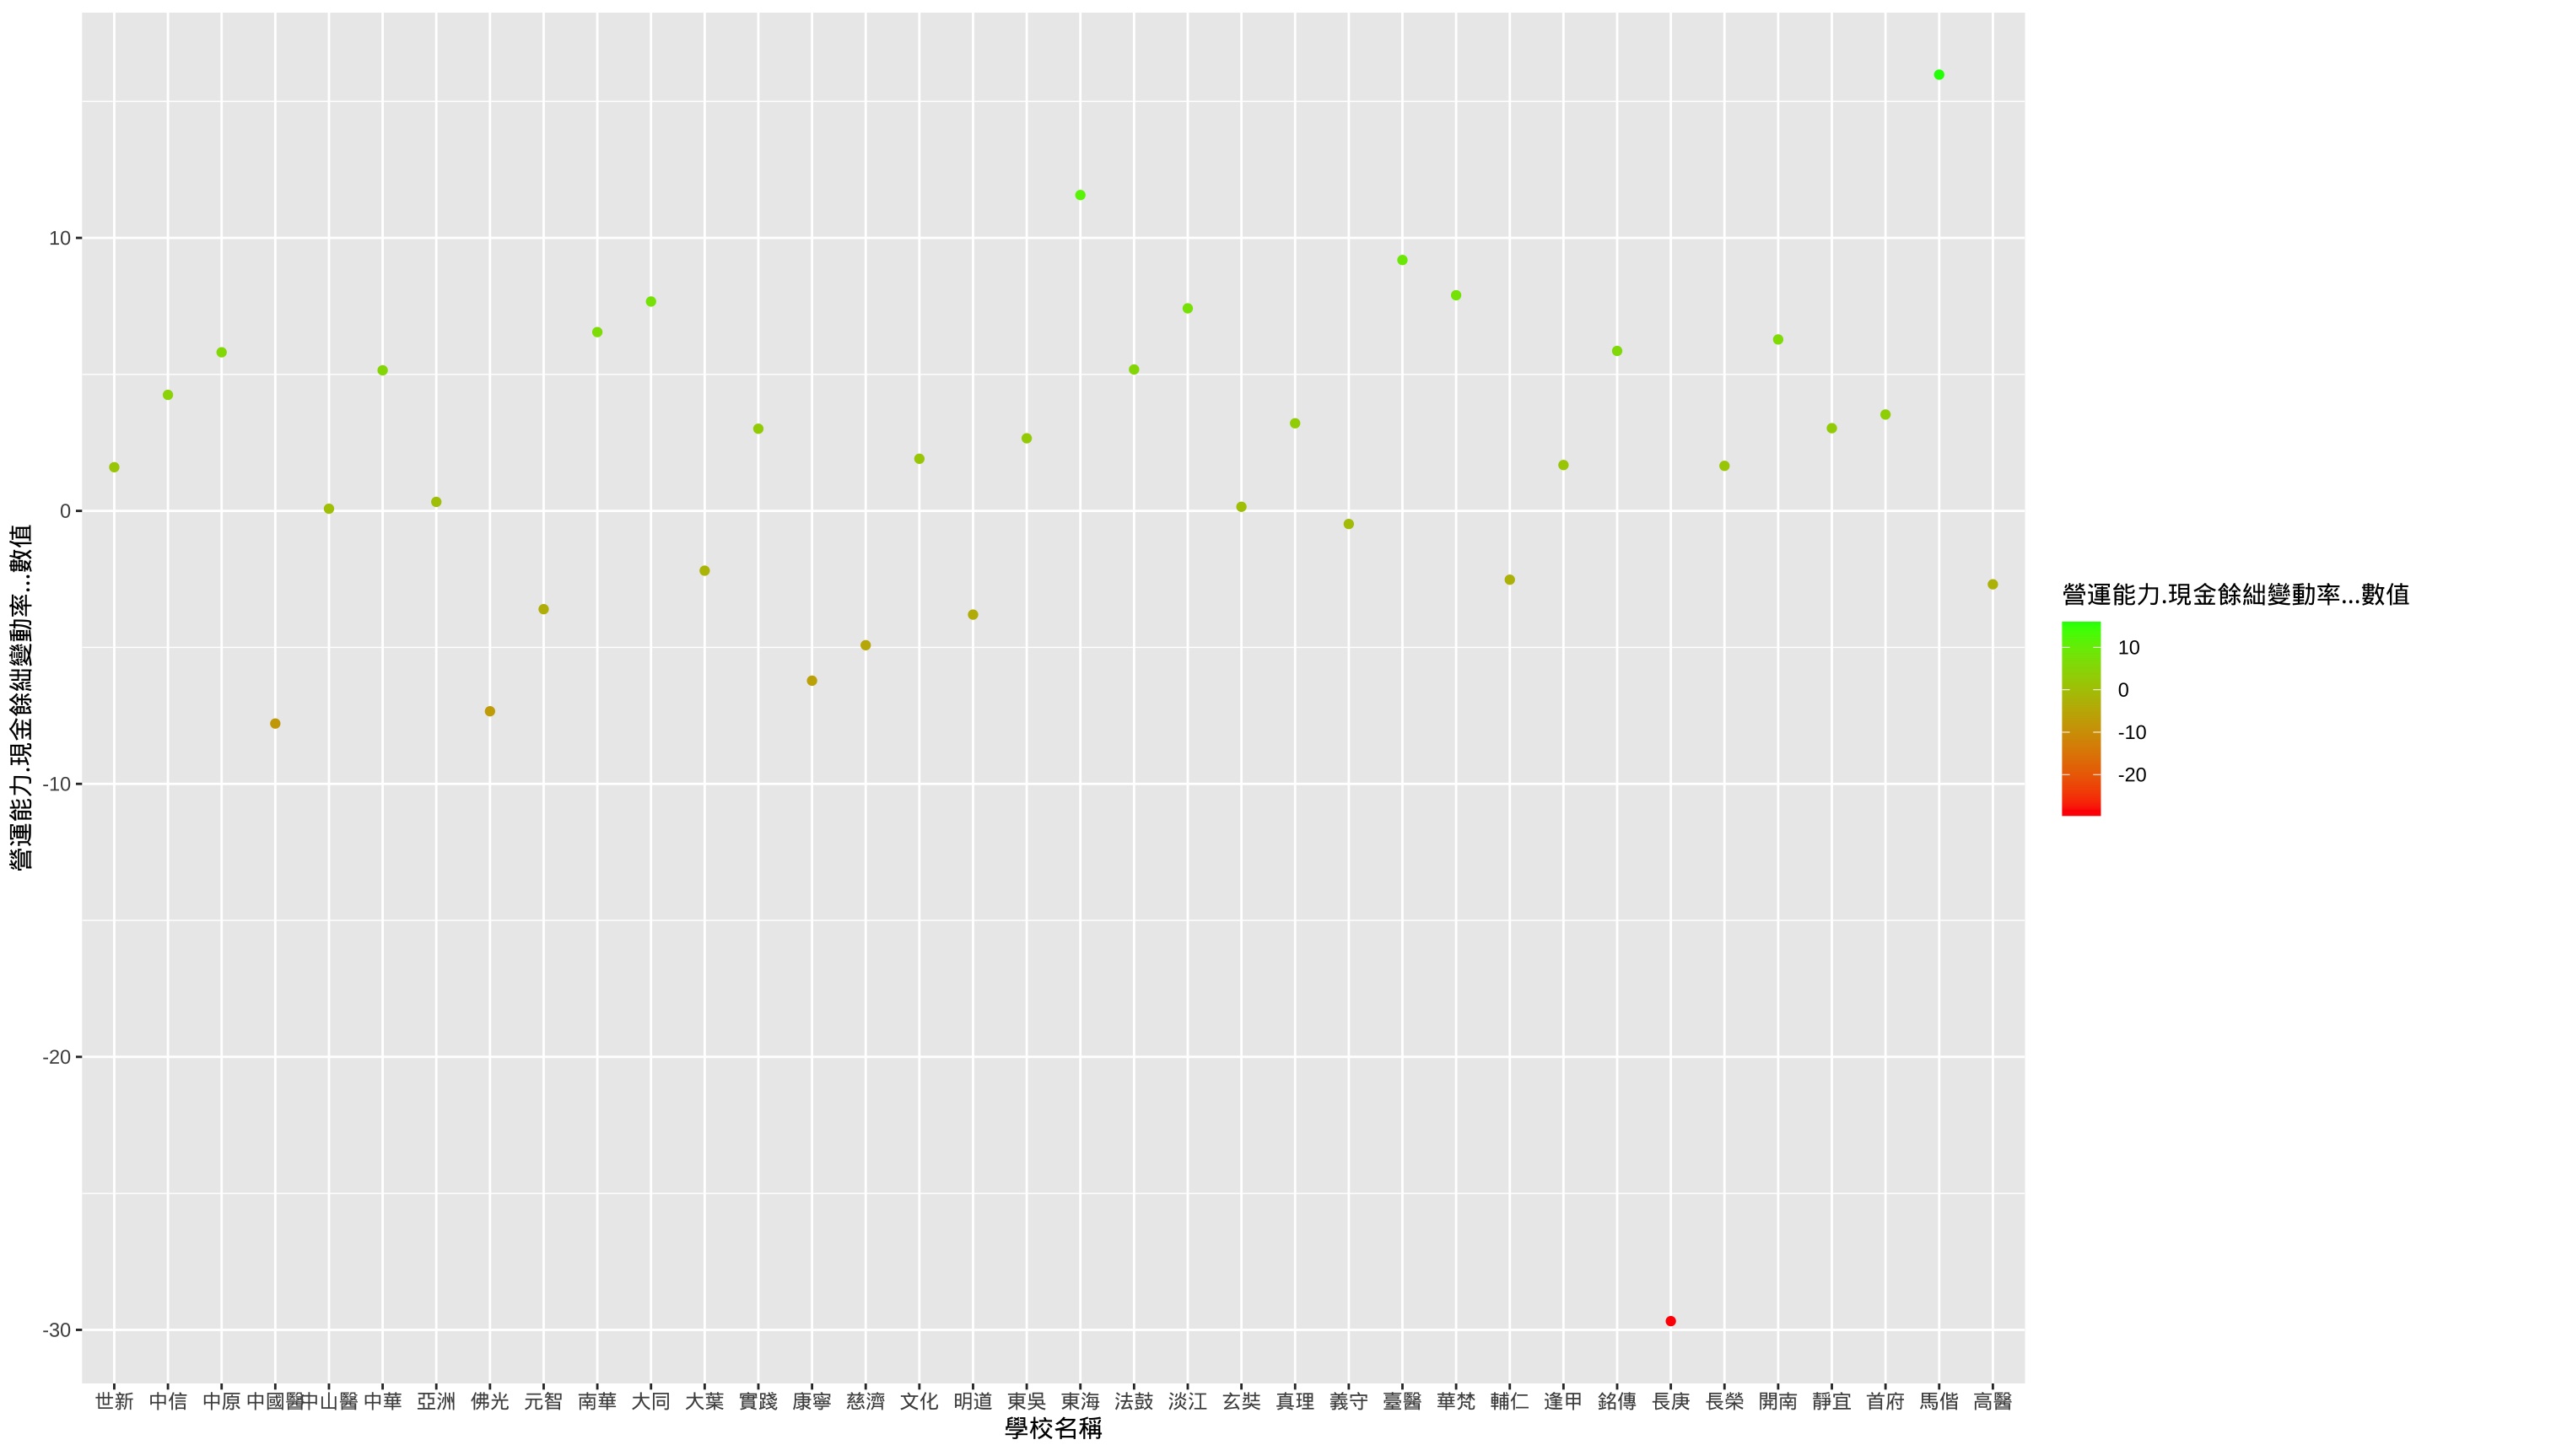 營運能力.現金餘絀變動率...數值
10
0
-10
-20
-30
世新 中信 中原 中國醫 中山醫 中華 亞洲 佛光 元智 南華 大同 大葉 實踐 康寧 慈濟 文化 明道 東吳 東海 法鼓 淡江 玄奘 真理 義守 臺醫 華梵 輔仁 逢甲 銘傳 長庚 長榮 開南 靜宜 首府 馬偕 高醫
學校名稱
營運能力.現金餘絀變動率...數值
10
0
-10
-20